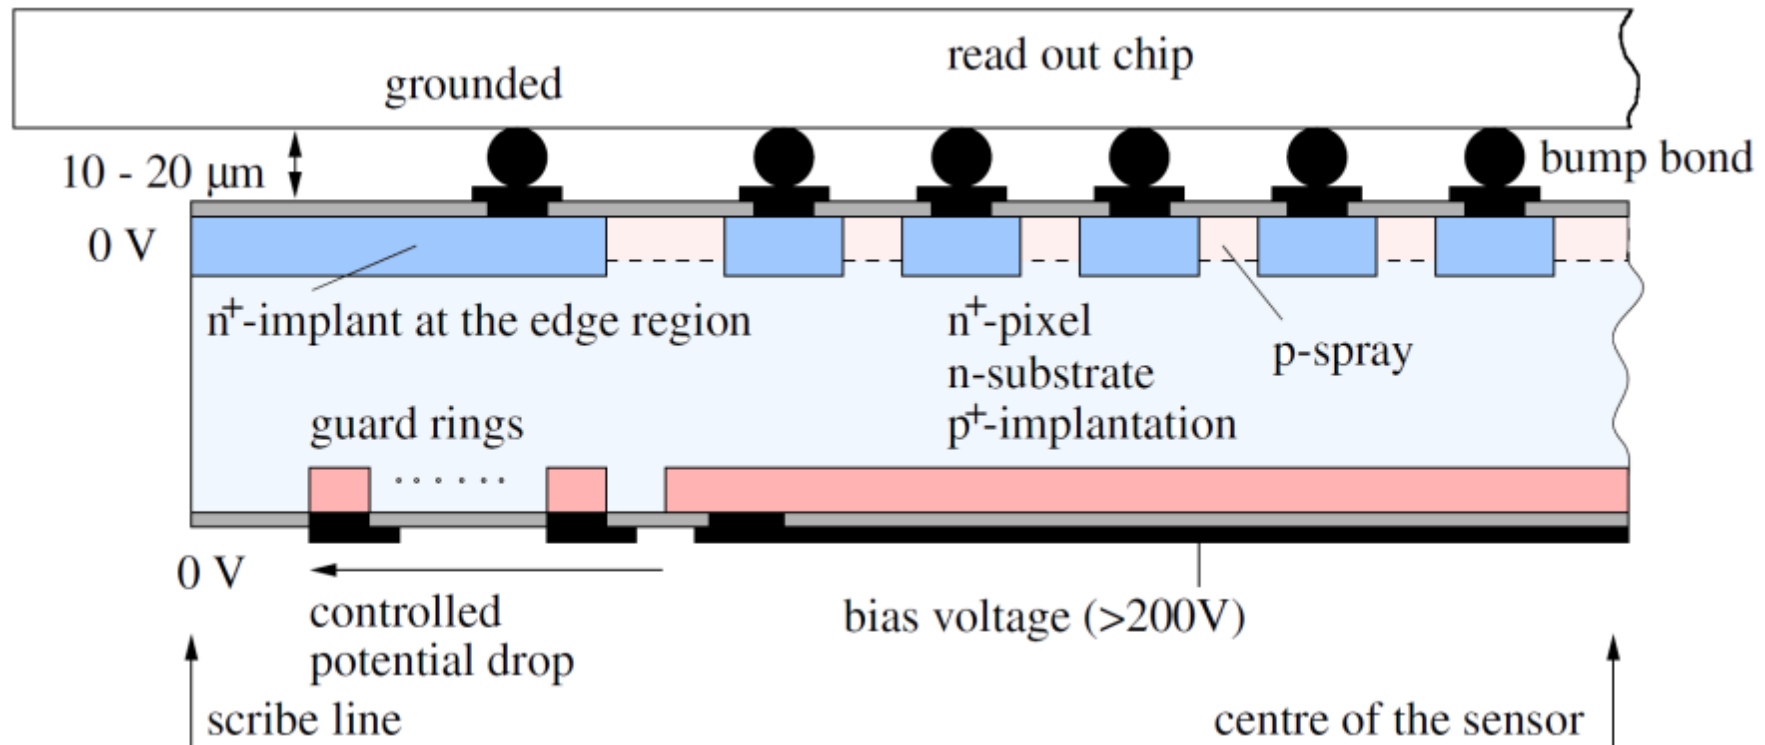 read out chip
grounded
10 - 20 μm
bump bond
0 V
n⁺-implant at the edge region
n⁺-pixel
n-substrate
p⁺-implantation
p-spray
guard rings
0 V
controlled
potential drop
bias voltage (>200V)
scribe line
centre of the sensor